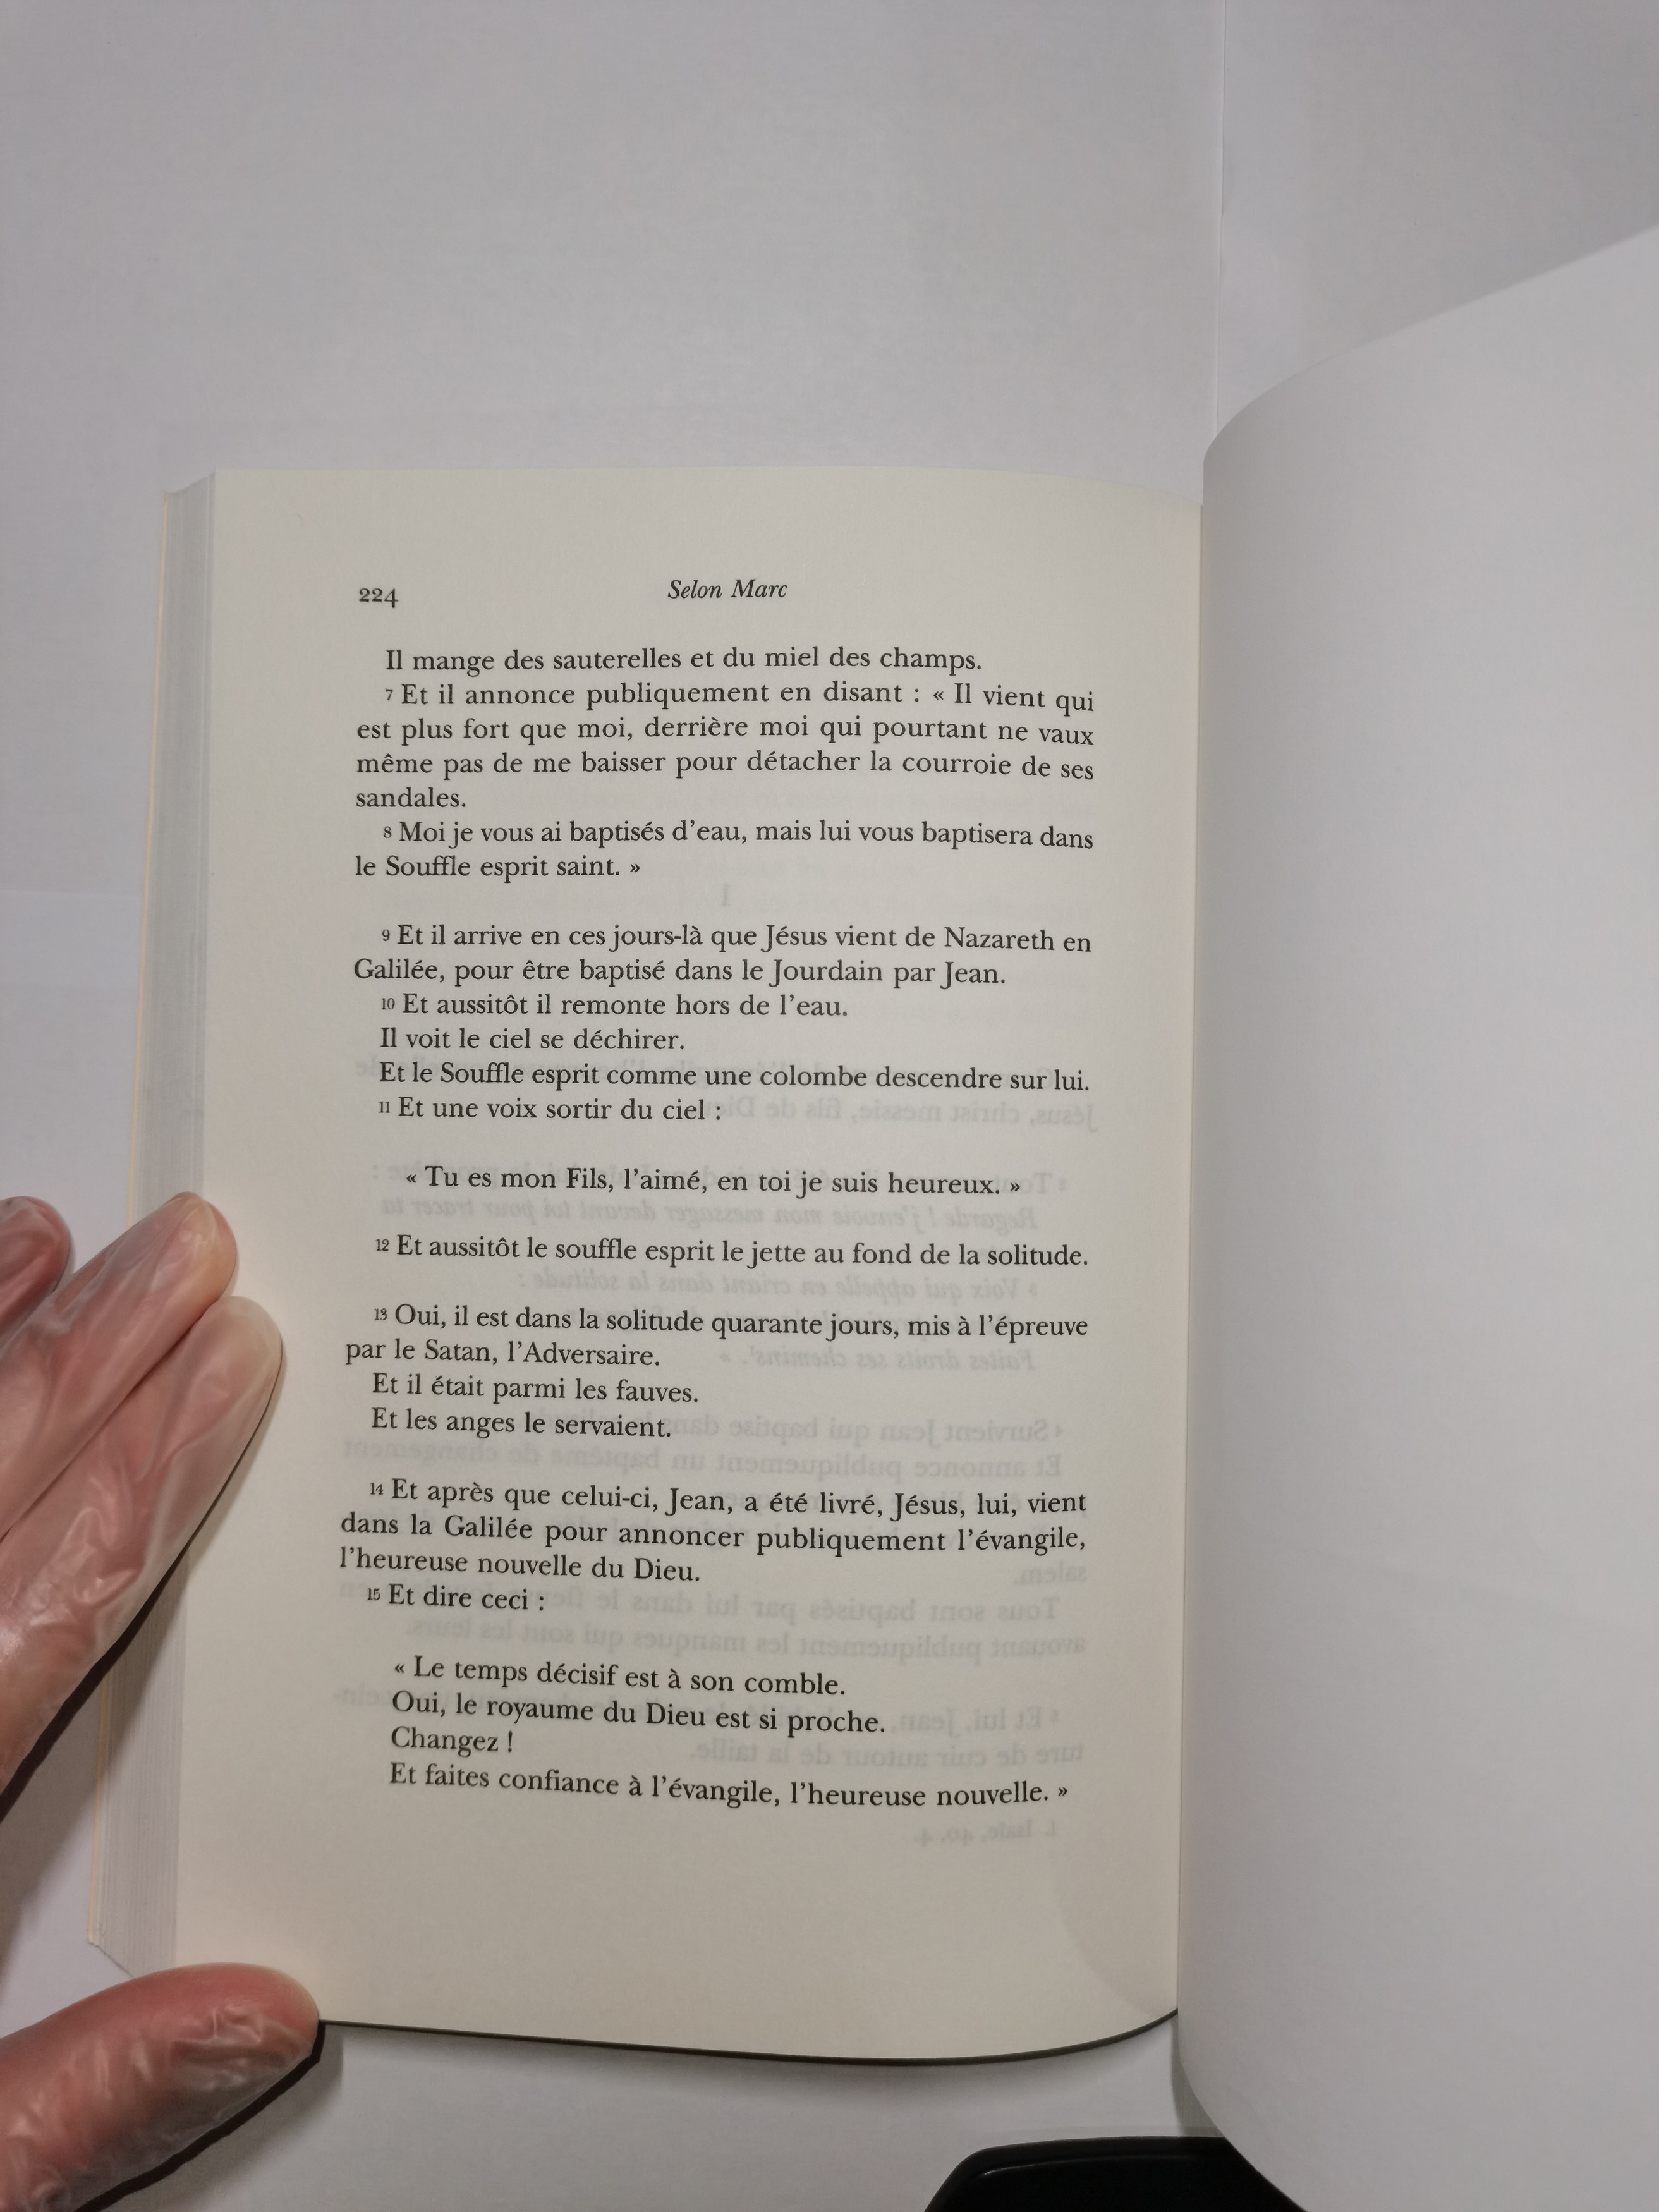 224
Selon Marc
Il mange des sauterelles et du miel des champs.
7 Et il annonce publiquement en disant : « Il vient qui
est plus fort que moi, derrière moi qui pourtant ne vaux
même pas de me baisser pour détacher la courroie de ses
sandales.
8 Moi je vous ai baptisés d’eau, mais lui vous baptisera dans
le Souffle esprit saint. »
9 Et il arrive en ces jours-là que Jésus vient de Nazareth en
Galilée, pour être baptisé dans le Jourdain par Jean.
10 Et aussitôt il remonte hors de l’eau.
Il voit le ciel se déchirer.
Et le Souffle esprit comme une colombe descendre sur lui.
11 Et une voix sortir du ciel :
« Tu es mon Fils, l’aimé, en toi je suis heureux. »
12 Et aussitôt le souffle esprit le jette au fond de la solitude.
13 Oui, il est dans la solitude quarante jours, mis à l’épreuve
par le Satan, l’Adversaire.
Et il était parmi les fauves.
Et les anges le servaient.
14 Et après que celui-ci, Jean, a été livré, Jésus, lui, vient
dans la Galilée pour annoncer publiquement l’évangile,
l’heureuse nouvelle du Dieu.
15 Et dire ceci :
« Le temps décisif est à son comble.
Oui, le royaume du Dieu est si proche.
Changez !
Et faites confiance à l’évangile, l’heureuse nouvelle. »